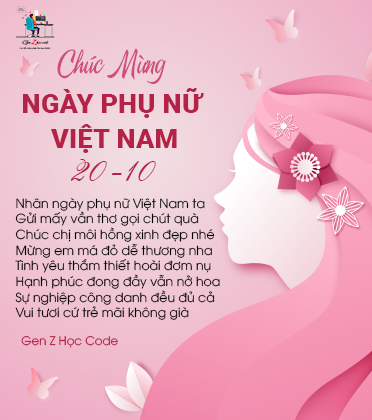 Gen Z Học Code
Chúc Mừng
NGÀY PHỤ NỮ
VIỆT NAM
20-10
Nhân ngày phụ nữ Việt Nam ta
Gửi mấy vần thơ gọi chút quà
Chúc chị môi hồng xinh đẹp nhé
Mừng em má đỏ dễ thương nha
Tình yêu thắm thiết hoài đơm nụ
Hạnh phúc đong đầy vẫn nở hoa
Sự nghiệp công danh đều đủ cả
Vui tươi cứ trẻ mãi không già
Gen Z Học Code